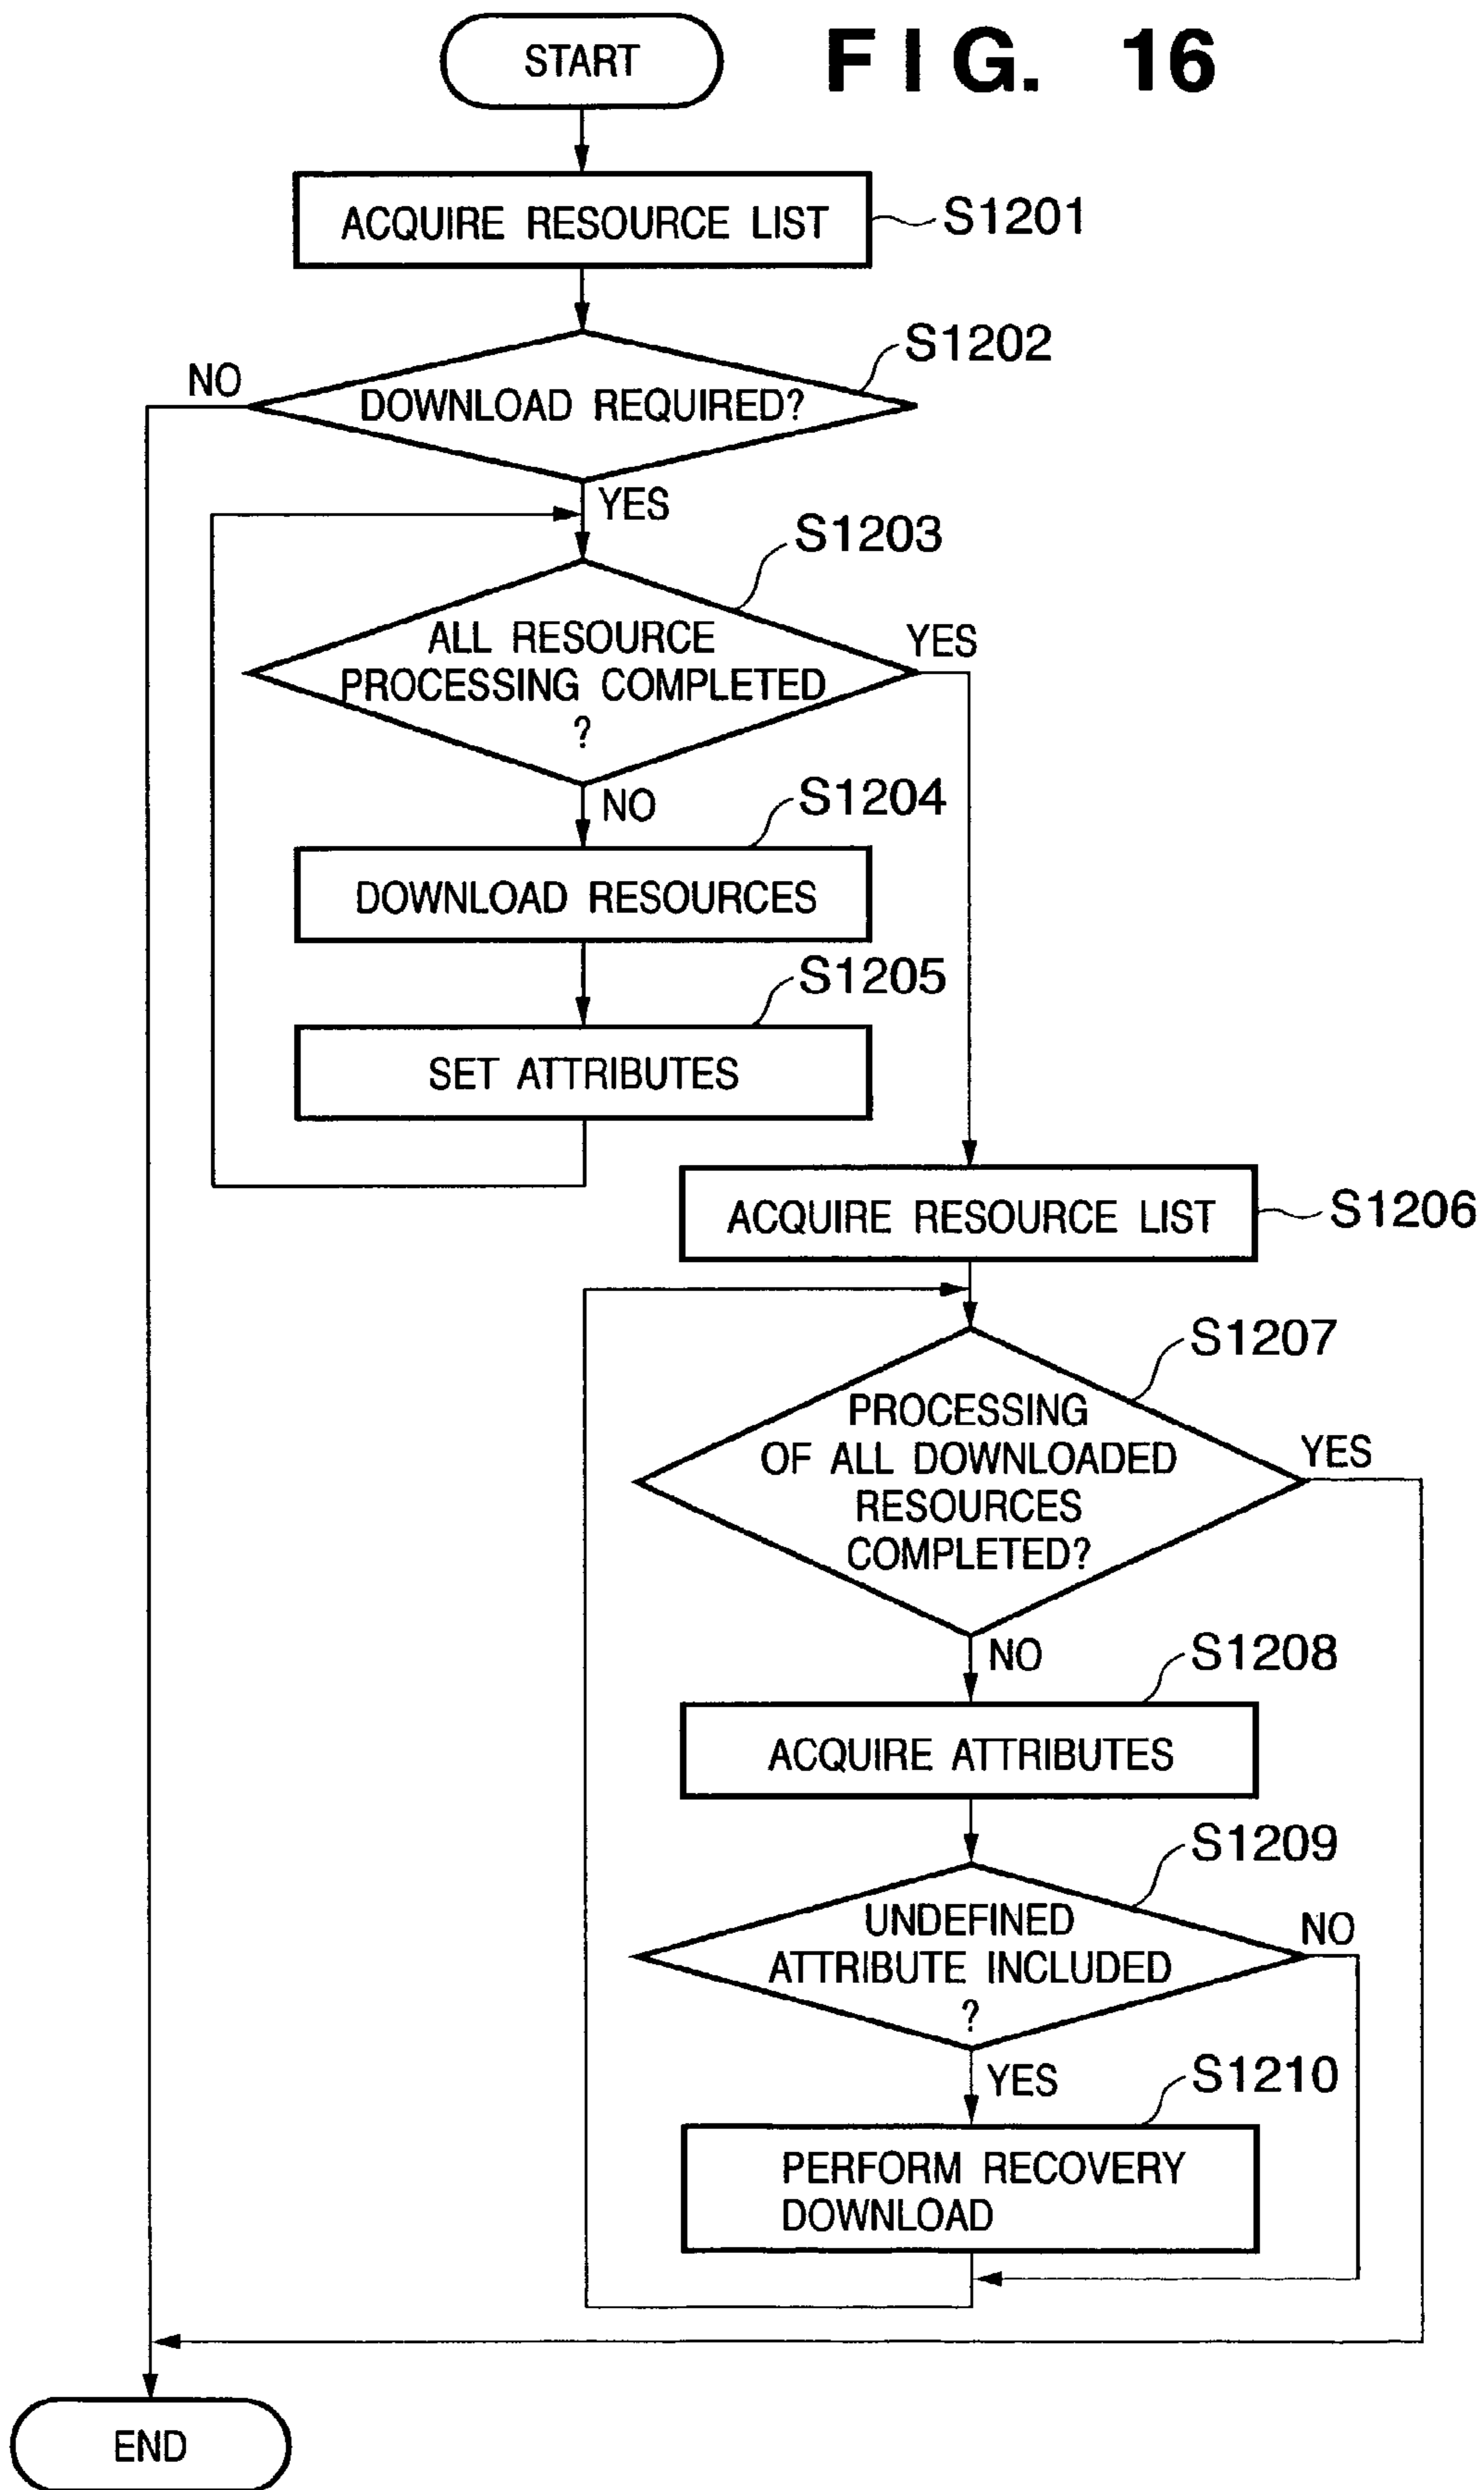 START
FIG. 16
ACQUIRE RESOURCE LIST
S1201
S1202
NO
DOWNLOAD REQUIRED?
YES
S1203
ALL RESOURCE
PROCESSING COMPLETED
?
YES
NO
S1204
DOWNLOAD RESOURCES
S1205
SET ATTRIBUTES
ACQUIRE RESOURCE LIST
S1206
S1207
PROCESSING
OF ALL DOWNLOADED
RESOURCES
COMPLETED?
YES
NO
S1208
ACQUIRE ATTRIBUTES
S1209
UNDEFINED
ATTRIBUTE INCLUDED
?
NO
YES
S1210
PERFORM RECOVERY
DOWNLOAD
END